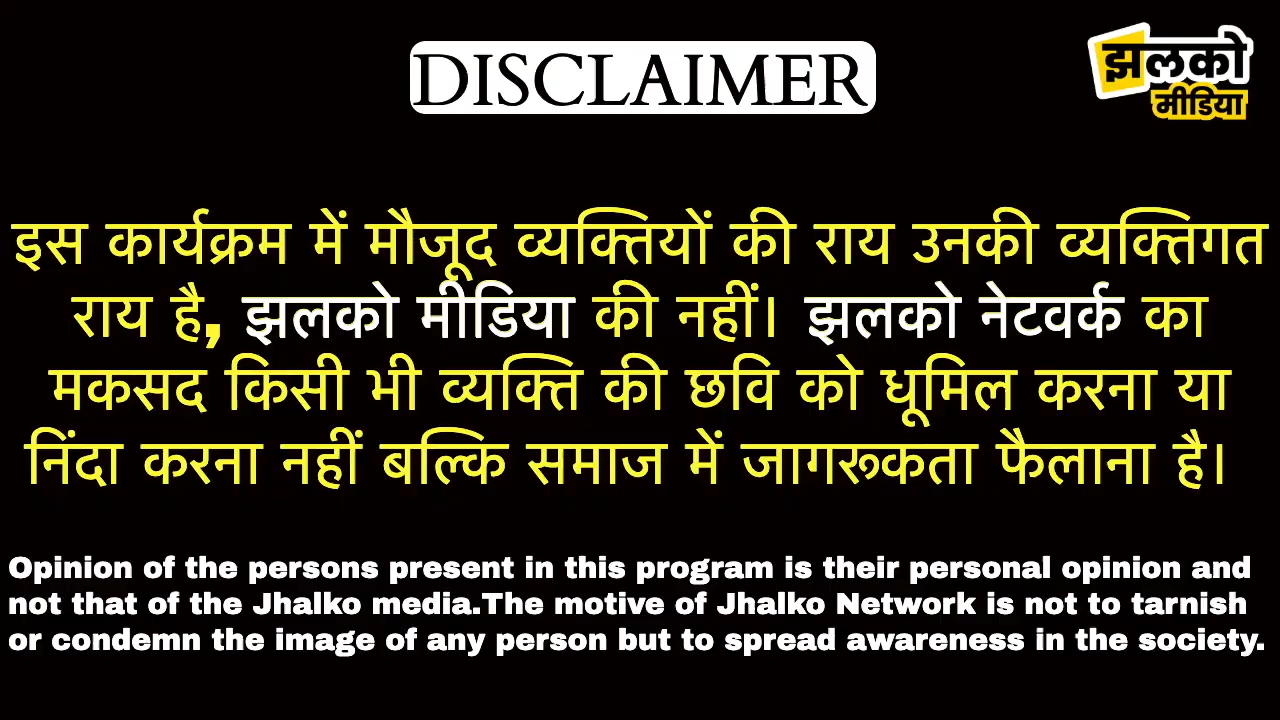 DISCLAIMER
झलको
मीडिया
इस कार्यक्रम में मौजूद व्यक्तियों की राय उनकी व्यक्तिगत
राय है, झलको मीडिया की नहीं। झलको नेटवर्क का
मकसद किसी भी व्यक्ति की छवि को धूमिल करना या
निंदा करना नहीं बल्कि समाज में जागरूकता फैलाना है।
Opinion of the persons present in this program is their personal opinion and
not that of the Jhalko media.The motive of Jhalko Network is not to tarnish
or condemn the image of any person but to spread awareness in the society.